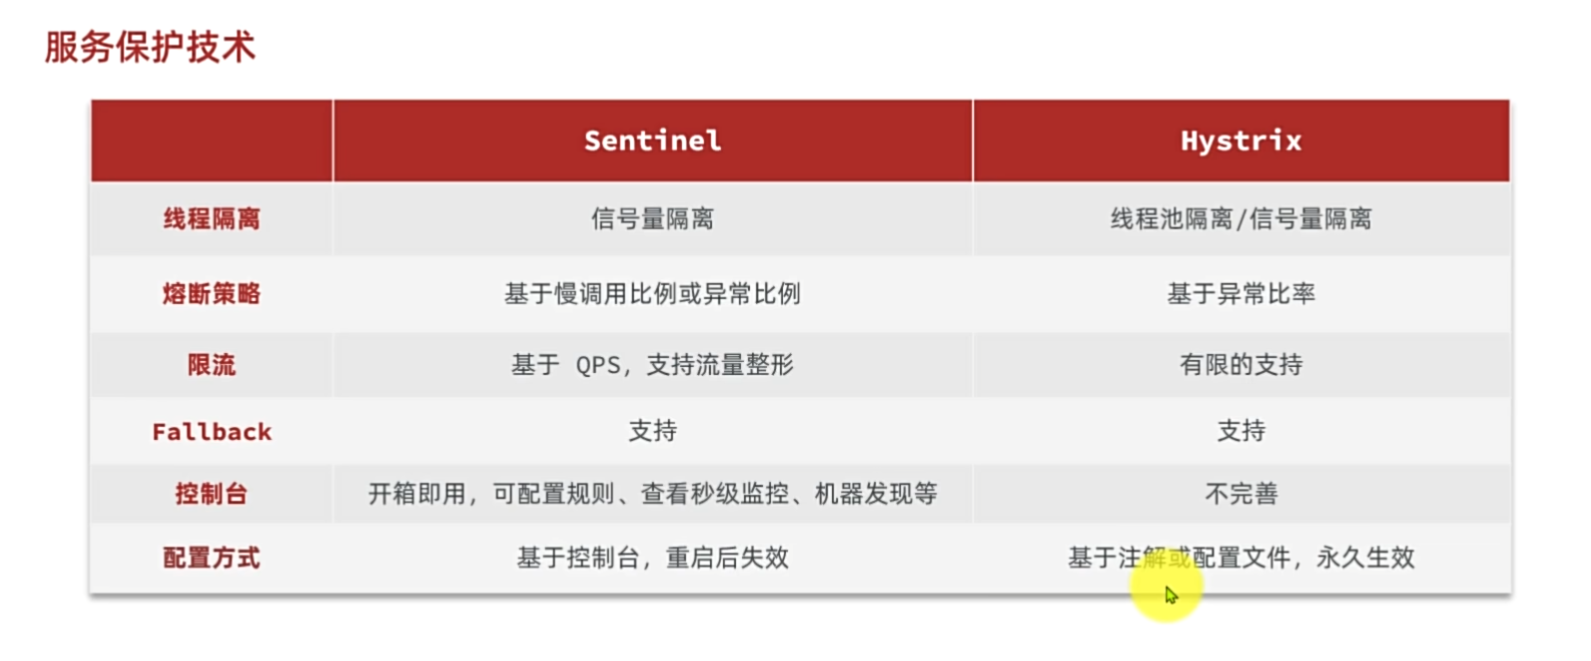 服务保护技术
Sentinel Hystrix
线程隔离 信号量隔离 线程池隔离/信号量隔离
熔断策略 基于慢调用比例或异常比例 基于异常比率
限流 基于 QPS，支持流量整形 有限的支持
Fallback 支持 支持
控制台 开箱即用，可配置规则、查看秒级监控、机器发现等 不完善
配置方式 基于控制台，重启后失效 基于注解或配置文件，永久生效